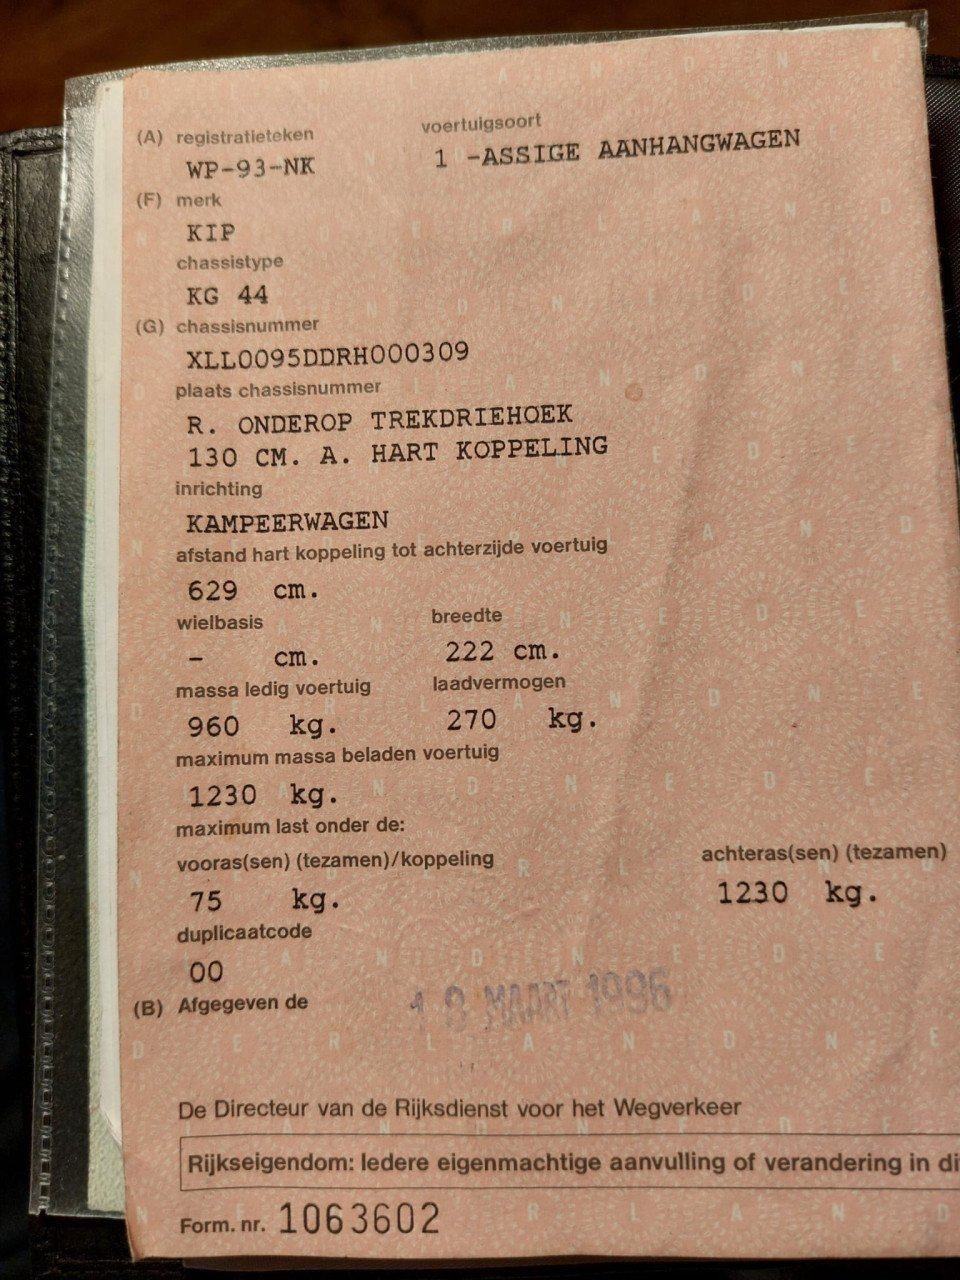 (A) registratieteken voertuigsoort
WP-93-NK 1 -ASSIGE AANHANGWAGEN
(F) merk
KIP
chassistype
KG 44
(G) chassisnummer
XLL0095DDRH000309
plaats chassisnummer
R. ONDEROP TREKDRIEHOEK
130 CM. A. HART KOPPELING
inrichting
KAMPEERWAGEN
afstand hart koppeling tot achterzijde voertuig
629 cm.
wielbasis breedte
- cm. 222 cm.
massa ledig voertuig laadvermogen
960 kg. 270 kg.
maximum massa beladen voertuig
1230 kg.
maximum last onder de:
vooras(sen) (tezamen)/koppeling achteras(sen) (tezamen)
75 kg. 1230 kg.
duplicaatcode
00
(B) Afgegeven de MAART
De Directeur van de Rijksdienst voor het Wegverkeer
Rijkseigendom: Iedere eigenmachtige aanvulling of verandering in di
Form. nr. 1063602